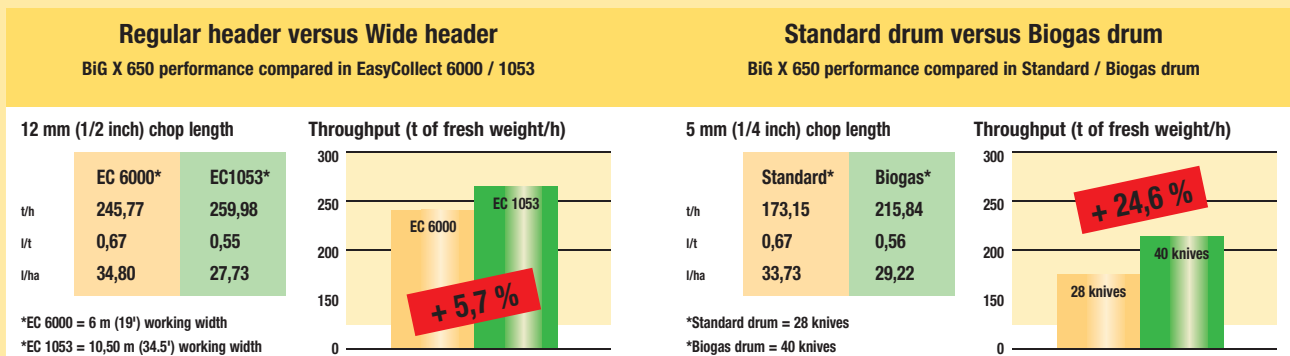 Regular header versus Wide header
BiG X 650 performance compared in EasyCollect 6000 / 1053
12 mm (1/2 inch) chop length
EC 6000* EC1053*
t/h 245,77 259,98
l/t 0,67 0,55
l/ha 34,80 27,73
*EC 6000 = 6 m (19') working width
*EC 1053 = 10,50 m (34.5') working width
Throughput (t of fresh weight/h)
300
250
200
150
0
EC 6000
EC 1053
+ 5,7 %
Standard drum versus Biogas drum
BiG X 650 performance compared in Standard / Biogas drum
5 mm (1/4 inch) chop length
Standard* Biogas*
t/h 173,15 215,84
l/t 0,67 0,56
l/ha 33,73 29,22
*Standard drum = 28 knives
*Biogas drum = 40 knives
Throughput (t of fresh weight/h)
300
250
200
150
0
28 knives
40 knives
+ 24,6 %